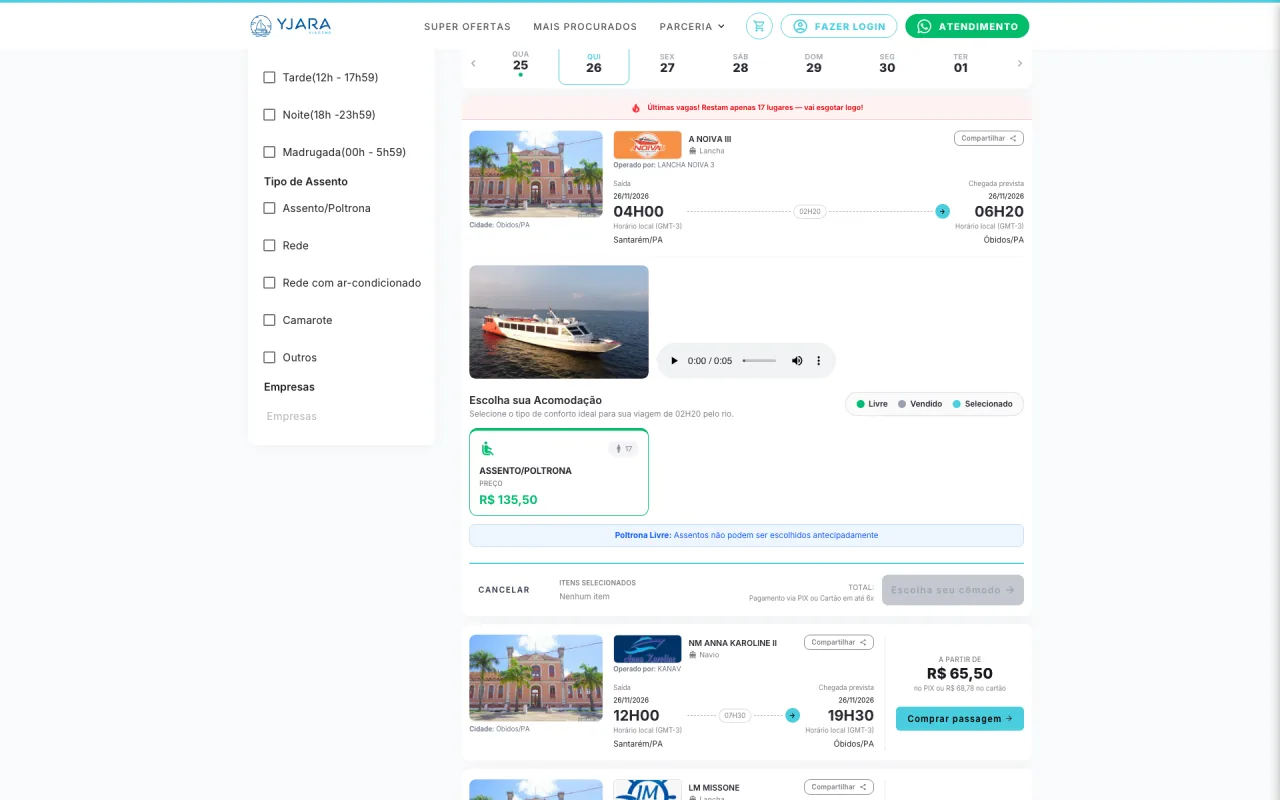 YJARA
VIAGENS
SUPER OFERTAS
MAIS PROCURADOS
PARCERIA
FAZER LOGIN
ATENDIMENTO
Tarde(12h - 17h59)
Noite(18h -23h59)
Madrugada(00h - 5h59)
Tipo de Assento
Assento/Poltrona
Rede
Rede com ar-condicionado
Camarote
Outros
Empresas
Empresas
QUA
25
QUI
26
SEX
27
SÁB
28
DOM
29
SEG
30
TER
01
Últimas vagas! Restam apenas 17 lugares — vai esgotar logo!
Cidade: Óbidos/PA
NOIVA
A NOIVA III
Lancha
Compartilhar
Operado por: LANCHA NOIVA 3
Saída
26/11/2026
04H00
Horário local (GMT-3)
Santarém/PA
02H20
Chegada prevista
26/11/2026
06H20
Horário local (GMT-3)
Óbidos/PA
0:00 / 0:05
Escolha sua Acomodação
Selecione o tipo de conforto ideal para sua viagem de 02H20 pelo rio.
Livre
Vendido
Selecionado
17
ASSENTO/POLTRONA
PREÇO
R$ 135,50
Poltrona Livre: Assentos não podem ser escolhidos antecipadamente
CANCELAR
ITENS SELECIONADOS
Nenhum item
TOTAL:
Pagamento via PIX ou Cartão em até 6x
Escolha seu cômodo
Cidade: Óbidos/PA
Anna Karoline
NM ANNA KAROLINE II
Navio
Compartilhar
Operado por: KANAV
Saída
26/11/2026
12H00
Horário local (GMT-3)
Santarém/PA
07H30
Chegada prevista
26/11/2026
19H30
Horário local (GMT-3)
Óbidos/PA
A PARTIR DE
R$ 65,50
no PIX ou R$ 68,78 no cartão
Comprar passagem
LM
LM MISSONE
Lancha
Compartilhar